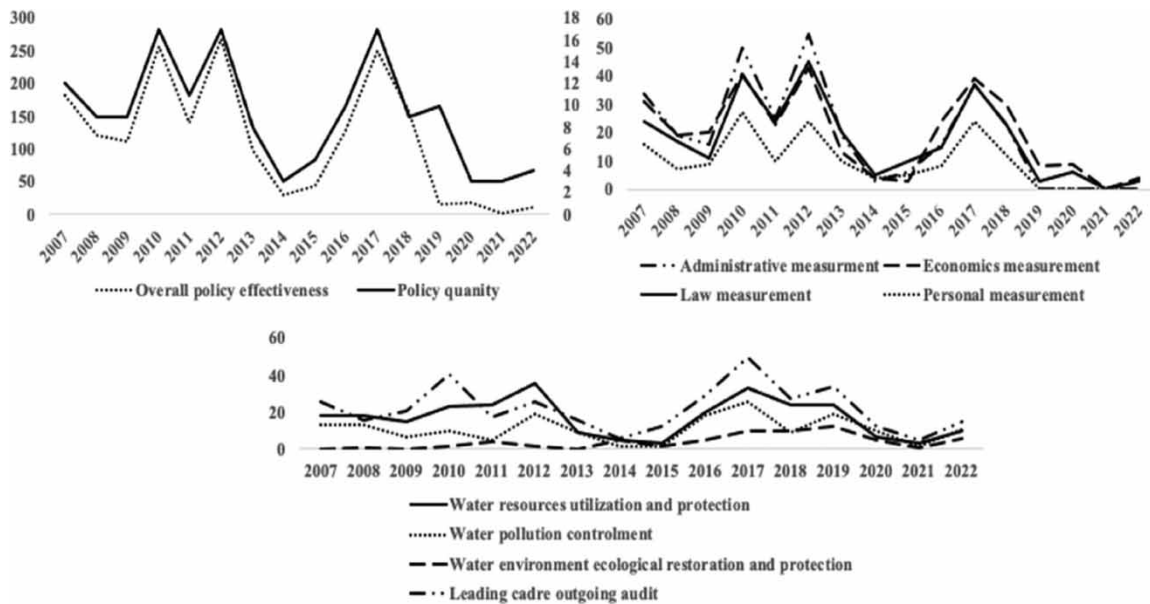 300
250
200
150
100
50
0
18
16
14
12
10
8
6
4
2
0
2007 2008 2009 2010 2011 2012 2013 2014 2015 2016 2017 2018 2019 2020 2021 2022
Overall policy effectiveness Policy quanity
60
50
40
30
20
10
0
2007 2008 2009 2010 2011 2012 2013 2014 2015 2016 2017 2018 2019 2020 2021 2022
Administrative measurment Economics measurement
Law measurement Personal measurement
60
40
20
0
2007 2008 2009 2010 2011 2012 2013 2014 2015 2016 2017 2018 2019 2020 2021 2022
Water resources utilization and protection
Water pollution controlment
Water environment ecological restoration and protection
Leading cadre outgoing audit